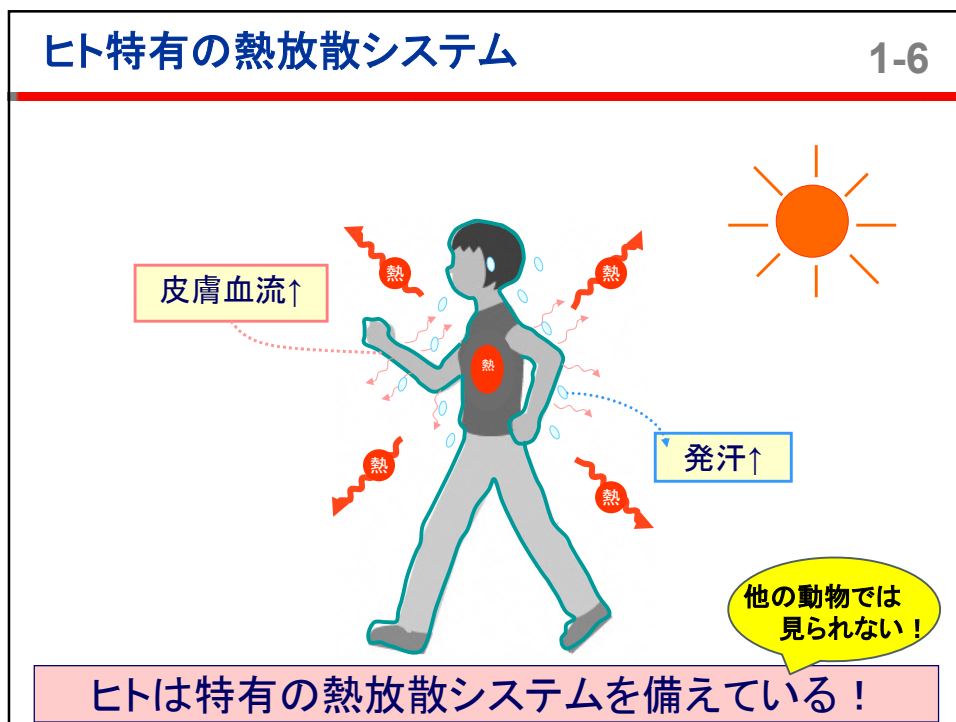 ヒト特有の熱放散システム
1-6
熱
熱
皮膚血流↑
熱
発汗↑
熱
熱
他の動物では
見られない！
ヒトは特有の熱放散システムを備えている！